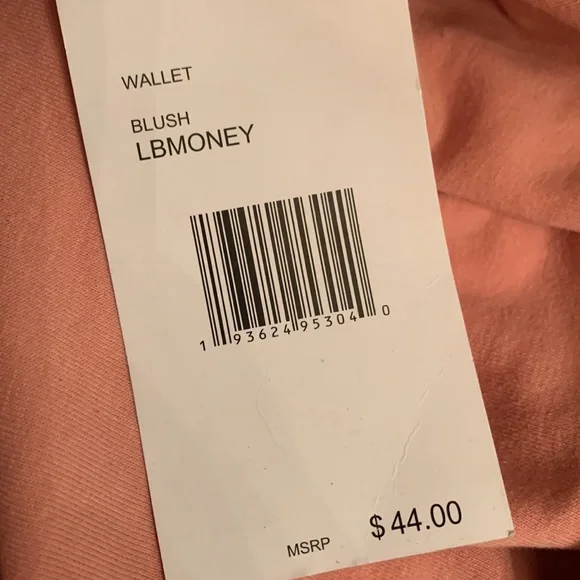 WALLET
BLUSH
LBMONEY
1 93624 95304 0
MSRP $44.00